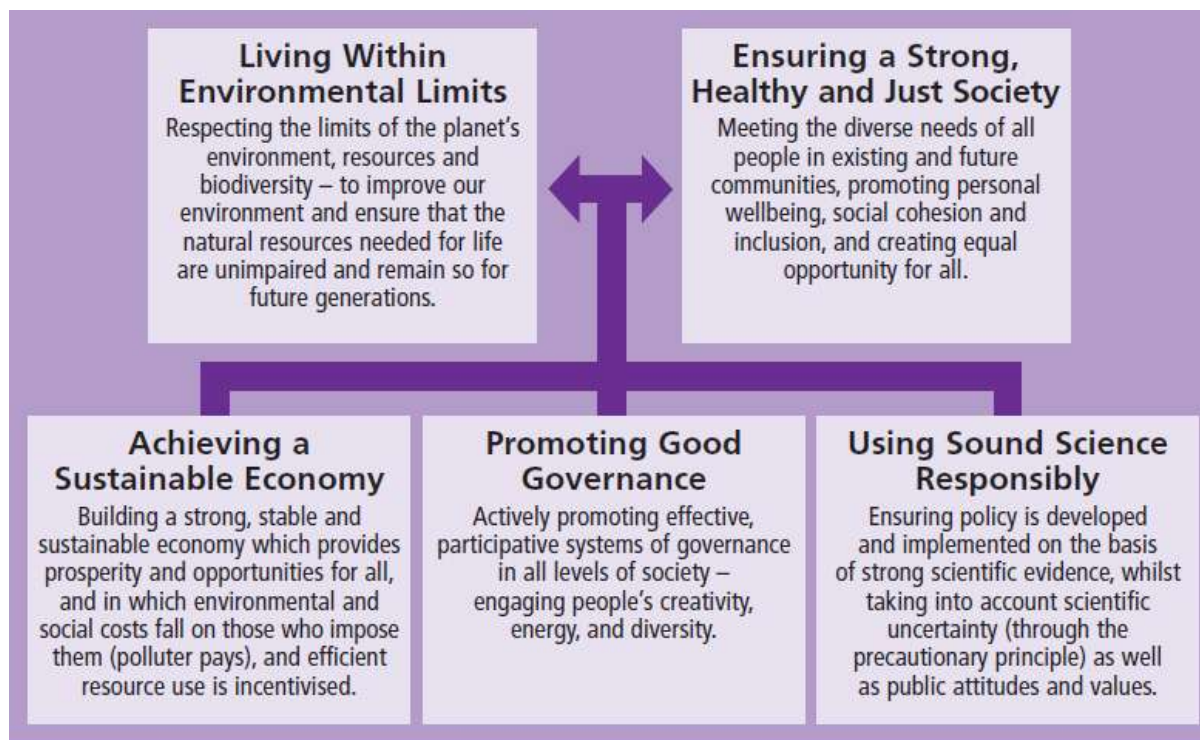 Living Within
Environmental Limits
Respecting the limits of the planet's
environment, resources and
biodiversity – to improve our
environment and ensure that the
natural resources needed for life
are unimpaired and remain so for
future generations.
Ensuring a Strong,
Healthy and Just Society
Meeting the diverse needs of all
people in existing and future
communities, promoting personal
wellbeing, social cohesion and
inclusion, and creating equal
opportunity for all.
Achieving a
Sustainable Economy
Building a strong, stable and
sustainable economy which provides
prosperity and opportunities for all,
and in which environmental and
social costs fall on those who impose
them (polluter pays), and efficient
resource use is incentivised.
Promoting Good
Governance
Actively promoting effective,
participative systems of governance
in all levels of society –
engaging people's creativity,
energy, and diversity.
Using Sound Science
Responsibly
Ensuring policy is developed
and implemented on the basis
of strong scientific evidence, whilst
taking into account scientific
uncertainty (through the
precautionary principle) as well
as public attitudes and values.